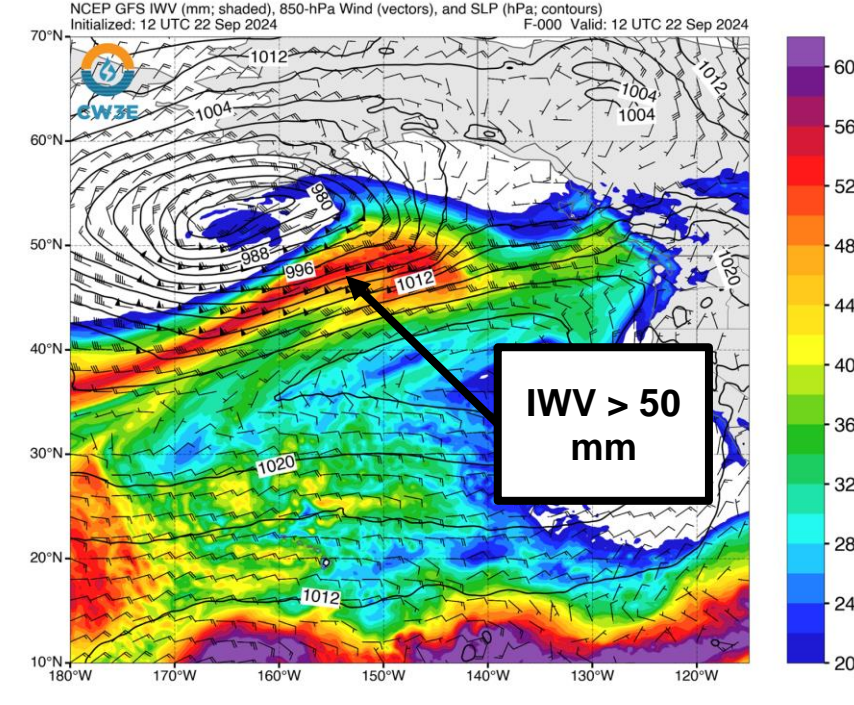 NCEP GFS IWV (mm; shaded), 850-hPa Wind (vectors), and SLP (hPa; contours)
Initialized: 12 UTC 22 Sep 2024
F-000 Valid: 12 UTC 22 Sep 2024
CW3E
70°N
60°N
50°N
40°N
30°N
20°N
10°N
180°W
170°W
160°W
150°W
140°W
130°W
120°W
1012
1004
1004
1004
1012
980
988
996
1012
1020
1020
1012
IWV > 50
mm
60
56
52
48
44
40
36
32
28
24
20